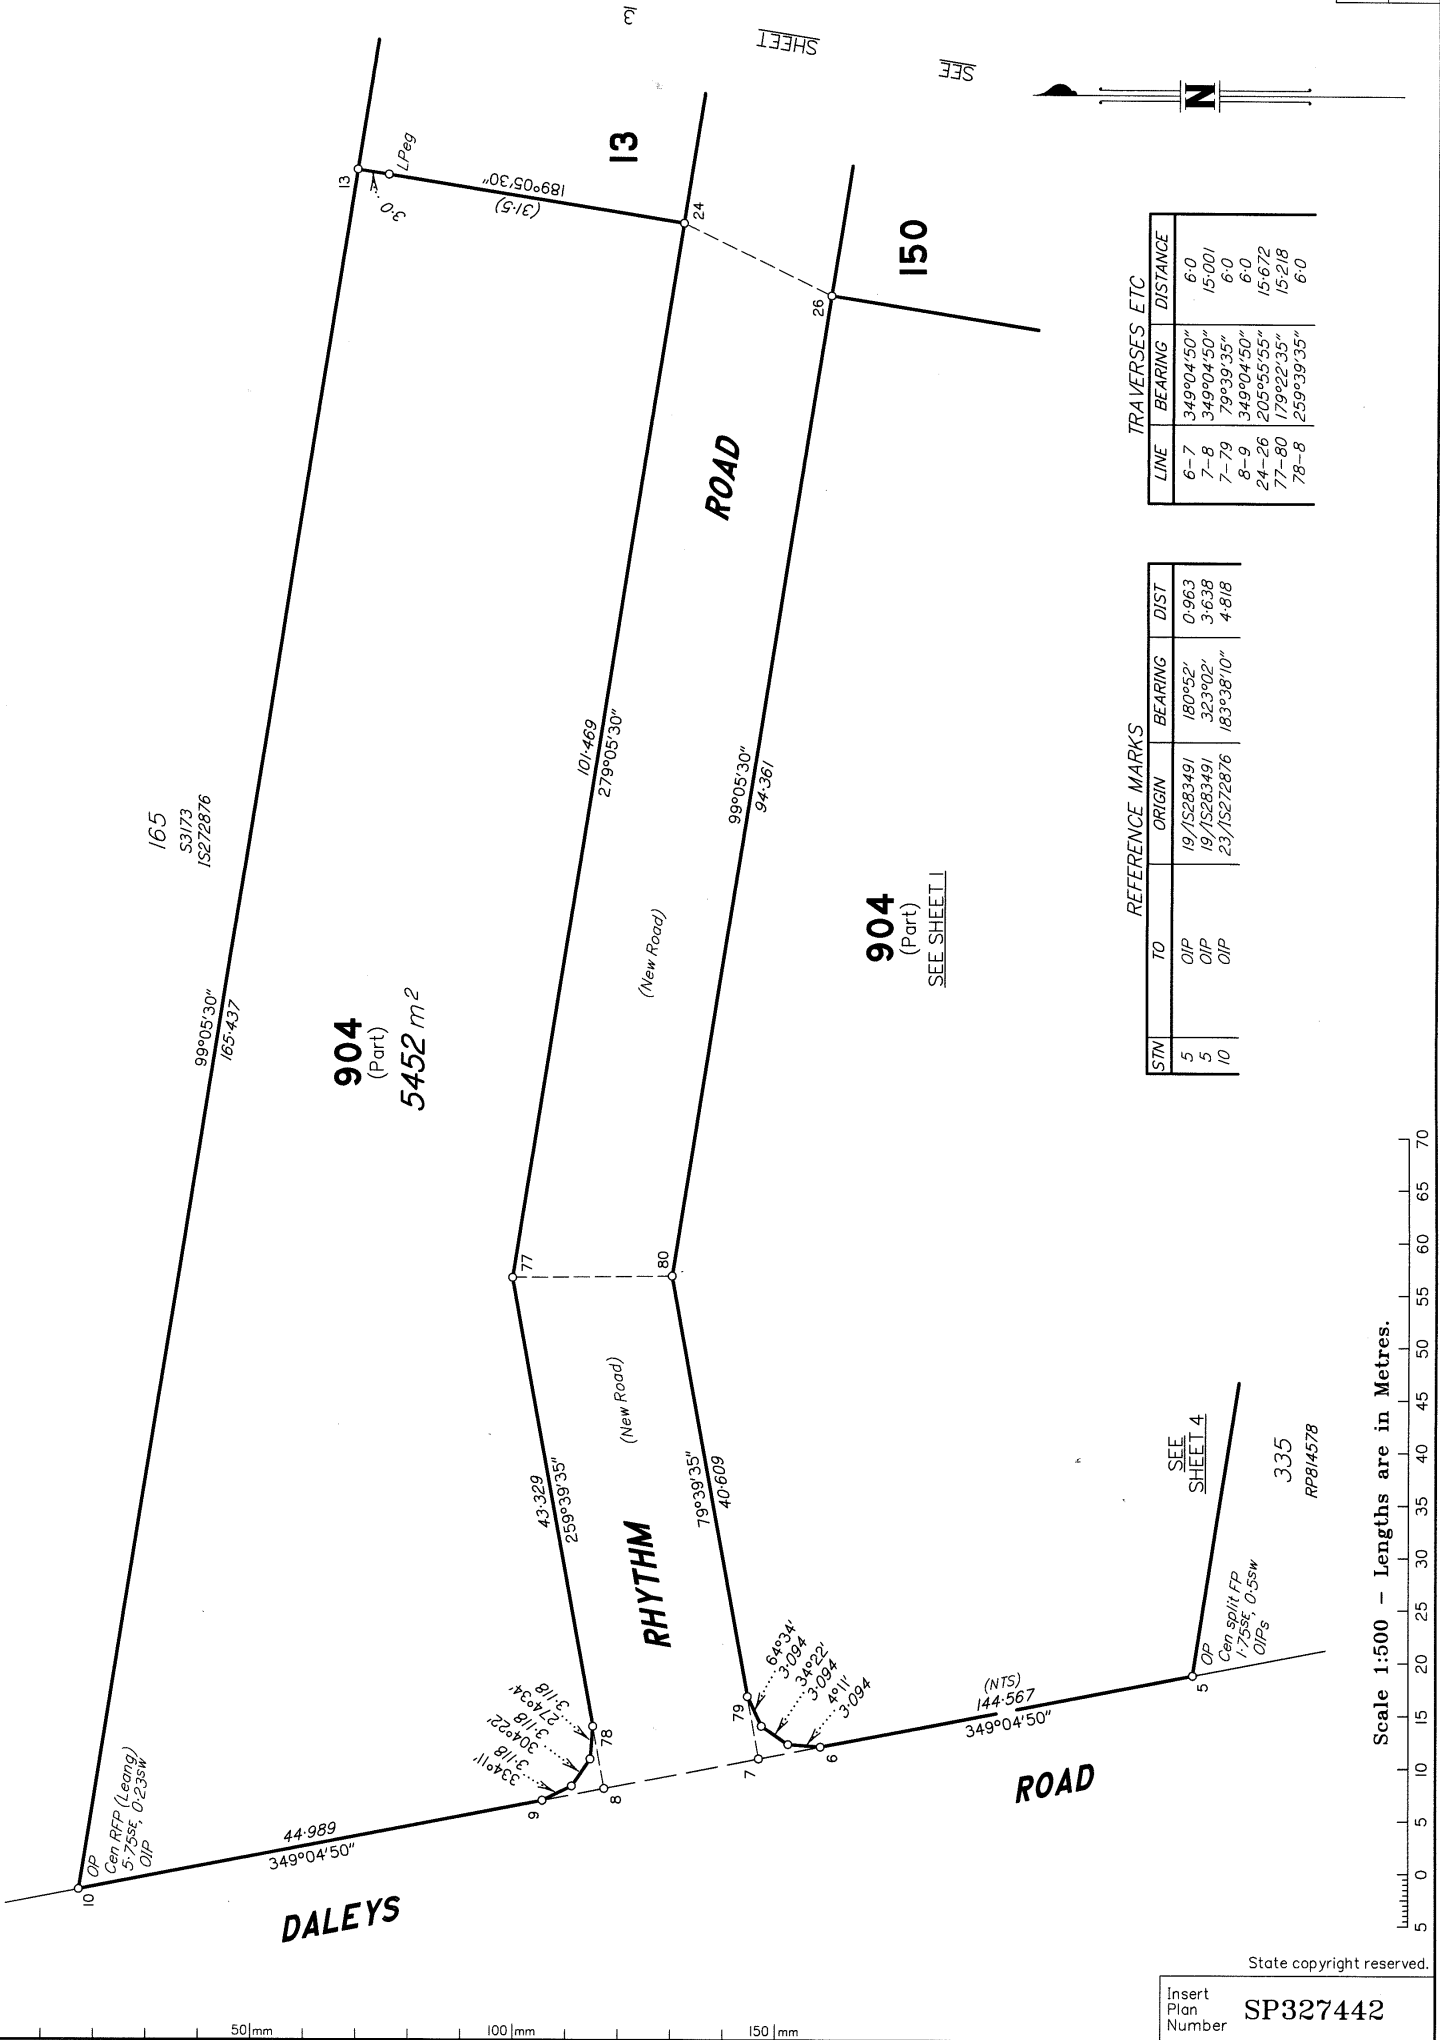 SEE
SHEET
3
N
13
99°05'30"
165·437
165
S3173
IS272876
904
(Part)
5452 m²
3·0
LPeg
189°05'30"
(31·5)
13
24
101·469
279°05'30"
ROAD
(New Road)
99°05'30"
94·361
26
150
904
(Part)
SEE SHEET 1
77
80
43·329
259°39'35"
(New Road)
RHYTHM
79°39'35"
40·609
10
OP
Cen RFP (Leang)
5·75SE, 0·23SW
OIP
44·989
349°04'50"
DALEYS
334°11'
3·118
304°22'
3·118
274°34'
3·118
9
8
78
7
79
64°34'
3·094
34°22'
3·094
4°11'
3·094
6
(NTS)
144·567
349°04'50"
ROAD
5
OP
Cen split FP
1·75SE, 0·5SW
OIPs
SEE
SHEET 4
335
RP814578
REFERENCE MARKS
STN TO ORIGIN BEARING DIST
5 OIP 19/IS283491 180°52' 0·963
5 OIP 19/IS283491 323°02' 3·638
10 OIP 23/IS272876 183°38'10" 4·818
TRAVERSES ETC
LINE BEARING DISTANCE
6-7 349°04'50" 6·0
7-8 349°04'50" 15·001
7-79 79°39'35" 6·0
8-9 349°04'50" 6·0
24-26 205°55'55" 15·672
77-80 179°22'35" 15·218
78-8 259°39'35" 6·0
Scale 1:500 – Lengths are in Metres.
5 0 5 10 15 20 25 30 35 40 45 50 55 60 65 70
State copyright reserved.
Insert
Plan
Number
SP327442
50 mm 100 mm 150 mm